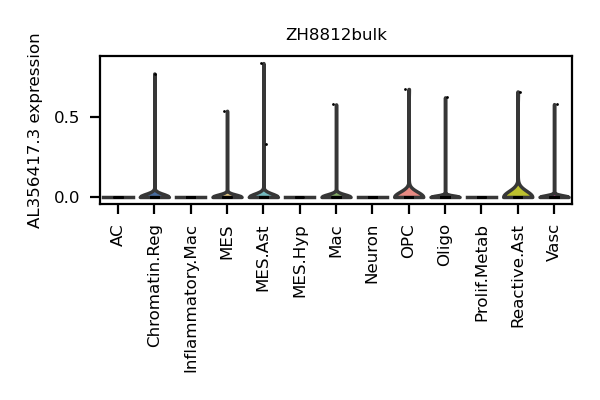 ZH8812bulk
AL356417.3 expression
0.5
0.0
AC
Chromatin.Reg
Inflammatory.Mac
MES
MES.Ast
MES.Hyp
Mac
Neuron
OPC
Oligo
Prolif.Metab
Reactive.Ast
Vasc